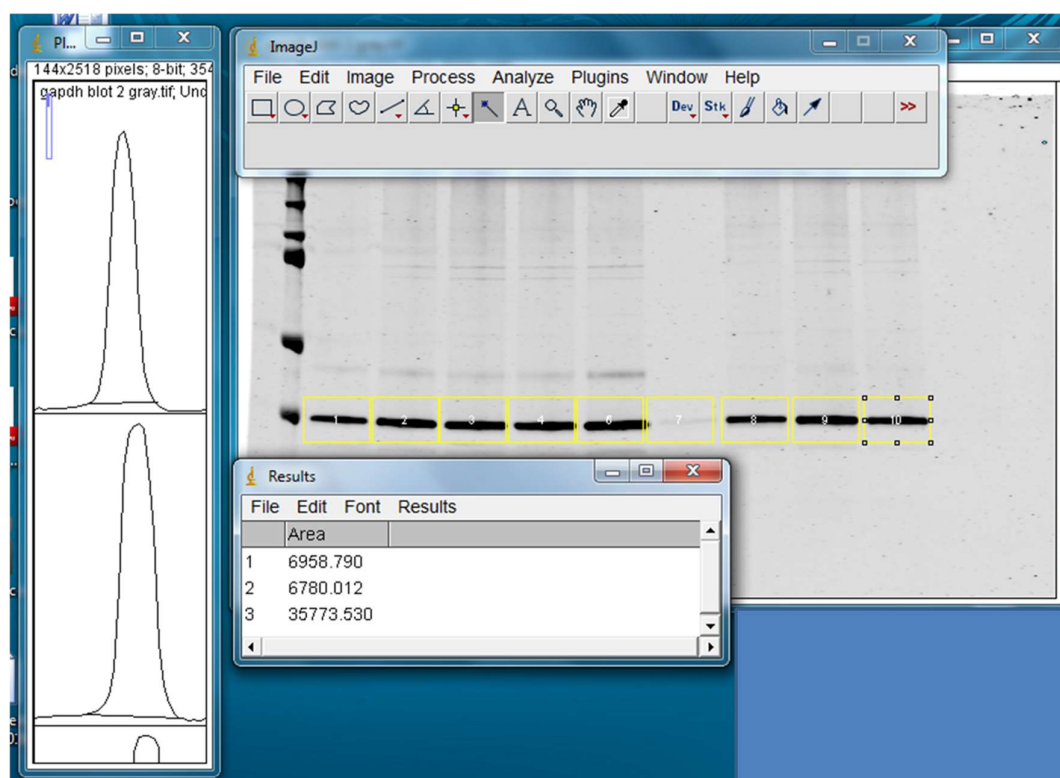 Pl...
144x2518 pixels; 8-bit; 354
gapdh blot 2 gray.tif; Unc
ImageJ
File Edit Image Process Analyze Plugins Window Help
A Dev Stk >>
1 2 3 4 6 7 8 9 10
Results
File Edit Font Results
Area
1 6958.790
2 6780.012
3 35773.530